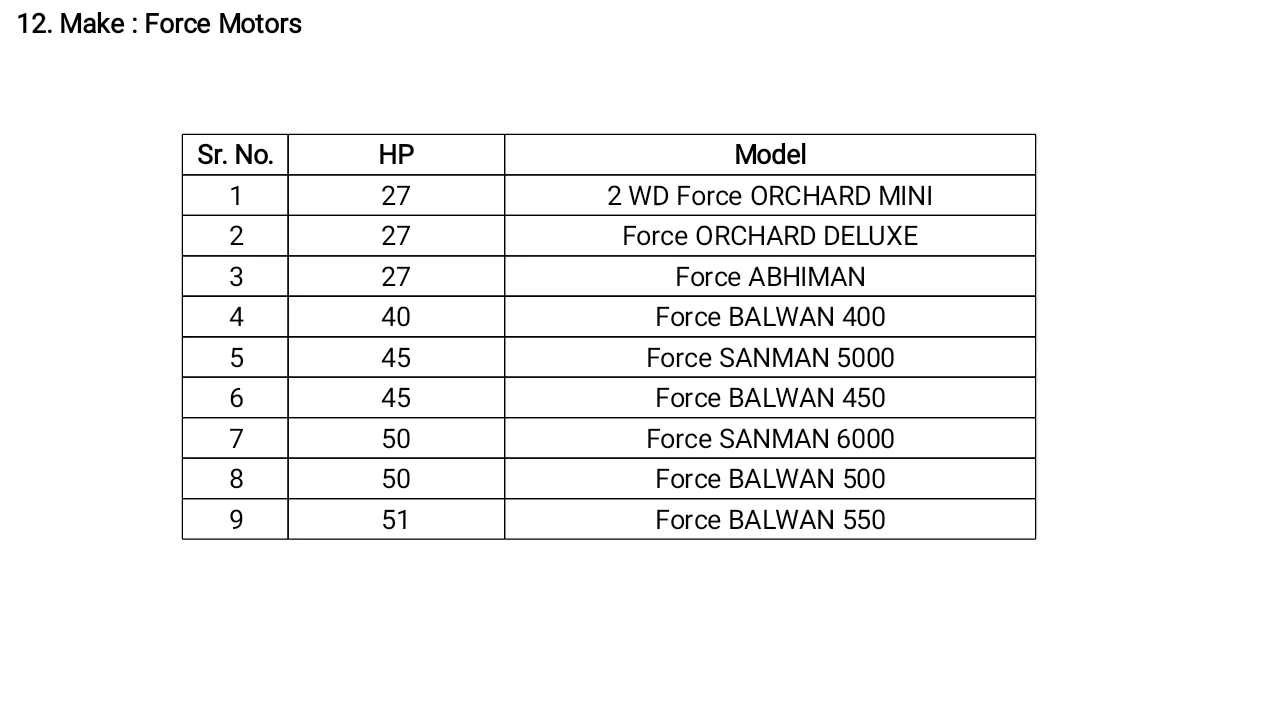 12. Make : Force Motors
Sr. No. HP Model
1 27 2 WD Force ORCHARD MINI
2 27 Force ORCHARD DELUXE
3 27 Force ABHIMAN
4 40 Force BALWAN 400
5 45 Force SANMAN 5000
6 45 Force BALWAN 450
7 50 Force SANMAN 6000
8 50 Force BALWAN 500
9 51 Force BALWAN 550